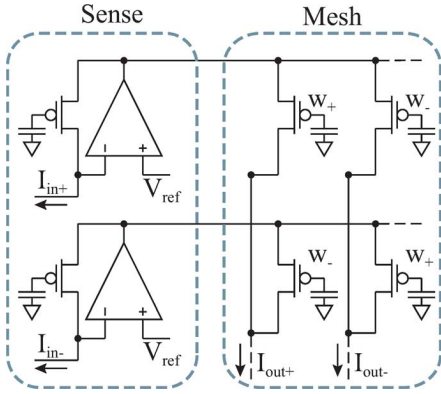 Sense Mesh
W+ W-
- +
Iin+ Vref
W- W+
- +
Iin- Vref
Iout+ Iout-